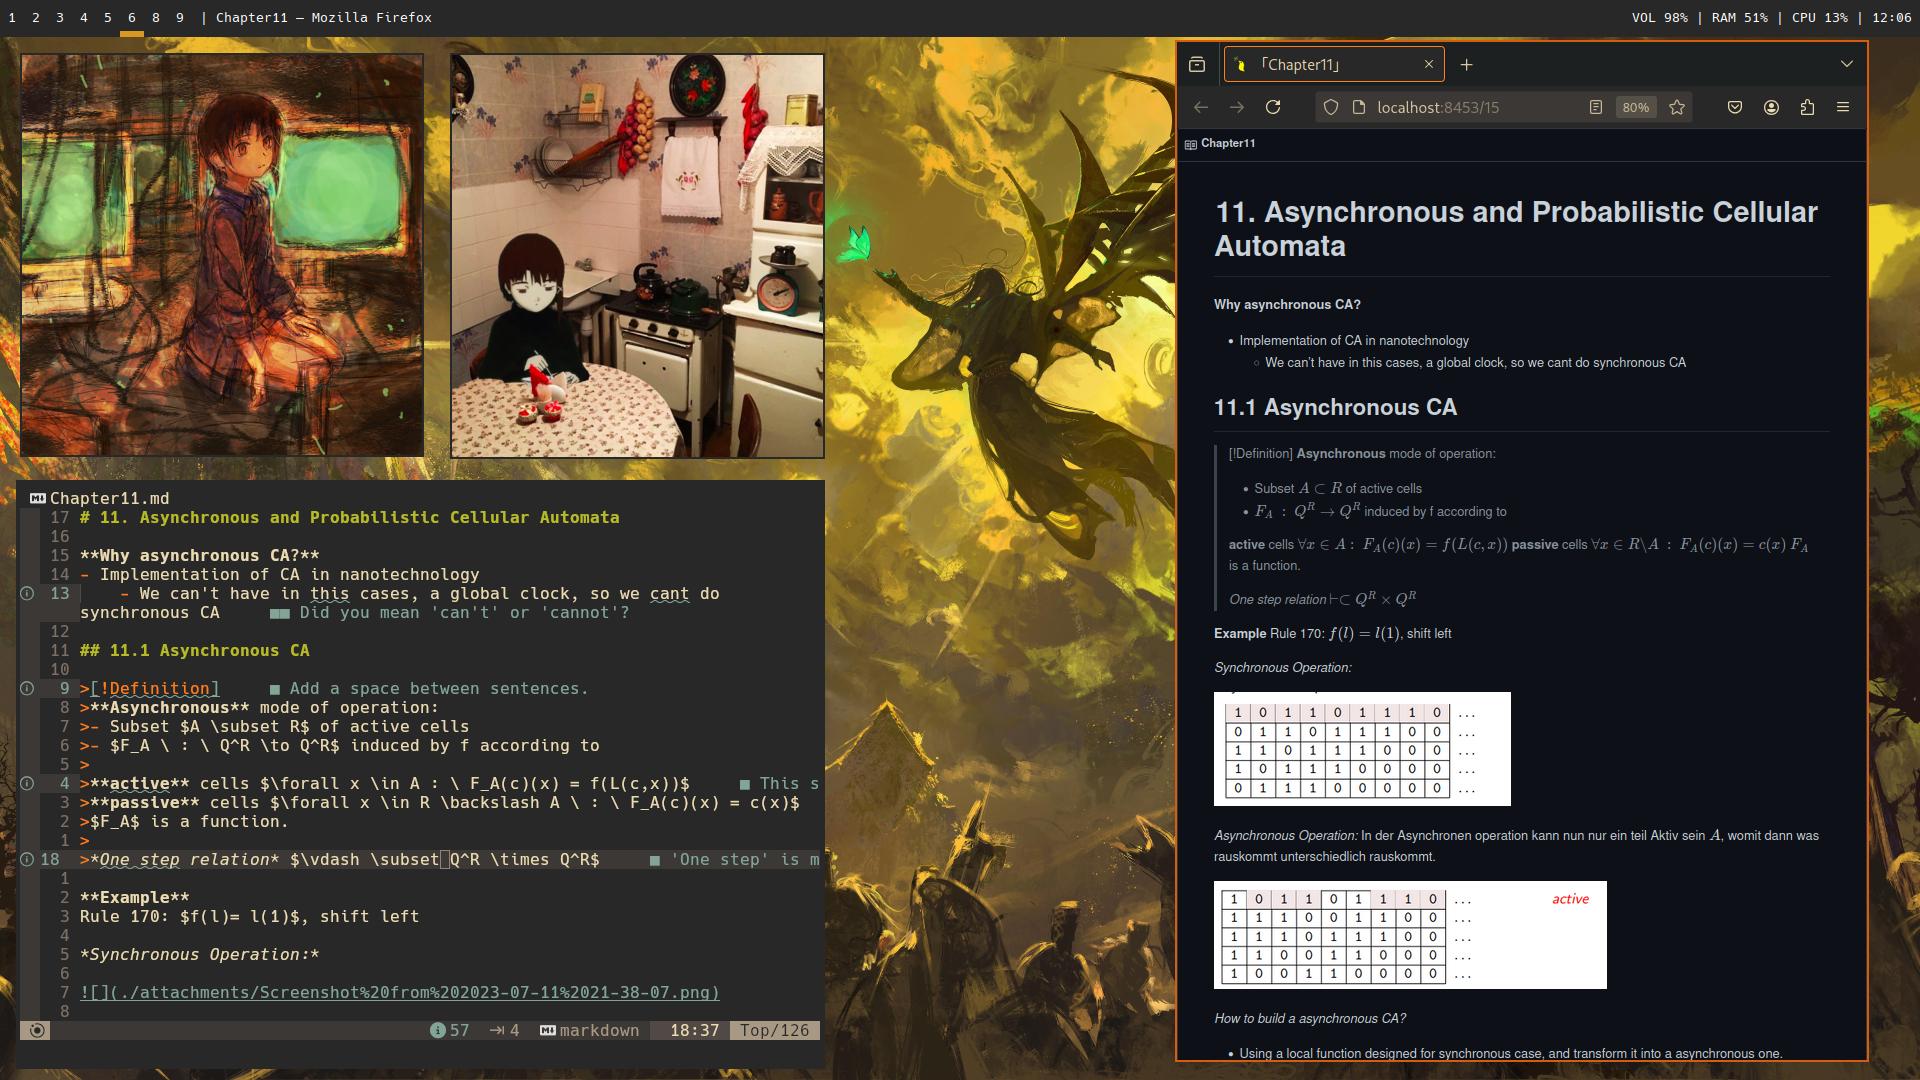 1 2 3 4 5 6 8 9 | Chapter11 — Mozilla Firefox
VOL 98% | RAM 51% | CPU 13% | 12:06
Chapter11.md
17 # 11. Asynchronous and Probabilistic Cellular Automata
16
15 **Why asynchronous CA?**
14 - Implementation of CA in nanotechnology
13 - We can't have in this cases, a global clock, so we cant do
synchronous CA ■■ Did you mean 'can't' or 'cannot'?
12
11 ## 11.1 Asynchronous CA
10
9 >[!Definition] ■ Add a space between sentences.
8 >**Asynchronous** mode of operation:
7 >- Subset $A \subset R$ of active cells
6 >- $F_A \ : \ Q^R \to Q^R$ induced by f according to
5 >
4 >**active** cells $\forall x \in A : \ F_A(c)(x) = f(L(c,x))$ ■ This s
3 >**passive** cells $\forall x \in R \backslash A \ : \ F_A(c)(x) = c(x)$
2 >$F_A$ is a function.
1 >
18 >*One step relation* $\vdash \subset Q^R \times Q^R$ ■ 'One step' is m
1
2 **Example**
3 Rule 170: $f(l)= l(1)$, shift left
4
5 *Synchronous Operation:*
6
7 ![](./attachments/Screenshot%20from%202023-07-11%2021-38-07.png)
8
57 4 markdown 18:37 Top/126
「Chapter11」
localhost:8453/15 80%
Chapter11
11. Asynchronous and Probabilistic Cellular
Automata
Why asynchronous CA?
• Implementation of CA in nanotechnology
○ We can't have in this cases, a global clock, so we cant do synchronous CA
11.1 Asynchronous CA
[!Definition] Asynchronous mode of operation:
• Subset A ⊂ R of active cells
• F_A : Q^R → Q^R induced by f according to
active cells ∀x ∈ A : F_A(c)(x) = f(L(c, x)) passive cells ∀x ∈ R\A : F_A(c)(x) = c(x) F_A
is a function.
One step relation ⊢⊂ Q^R × Q^R
Example Rule 170: f(l) = l(1), shift left
Synchronous Operation:
1 0 1 1 0 1 1 1 0 ...
0 1 1 0 1 1 1 0 0 ...
1 1 0 1 1 1 0 0 0 ...
1 0 1 1 1 0 0 0 0 ...
0 1 1 1 0 0 0 0 0 ...
Asynchronous Operation: In der Asynchronen operation kann nun nur ein teil Aktiv sein A, womit dann was
rauskommt unterschiedlich rauskommt.
1 0 1 1 0 1 1 1 0 ... active
1 1 1 0 0 1 1 0 0 ...
1 1 1 0 1 1 1 0 0 ...
1 1 0 0 1 1 0 0 0 ...
1 0 0 1 1 0 0 0 0 ...
How to build a asynchronous CA?
• Using a local function designed for synchronous case, and transform it into a asynchronous one.